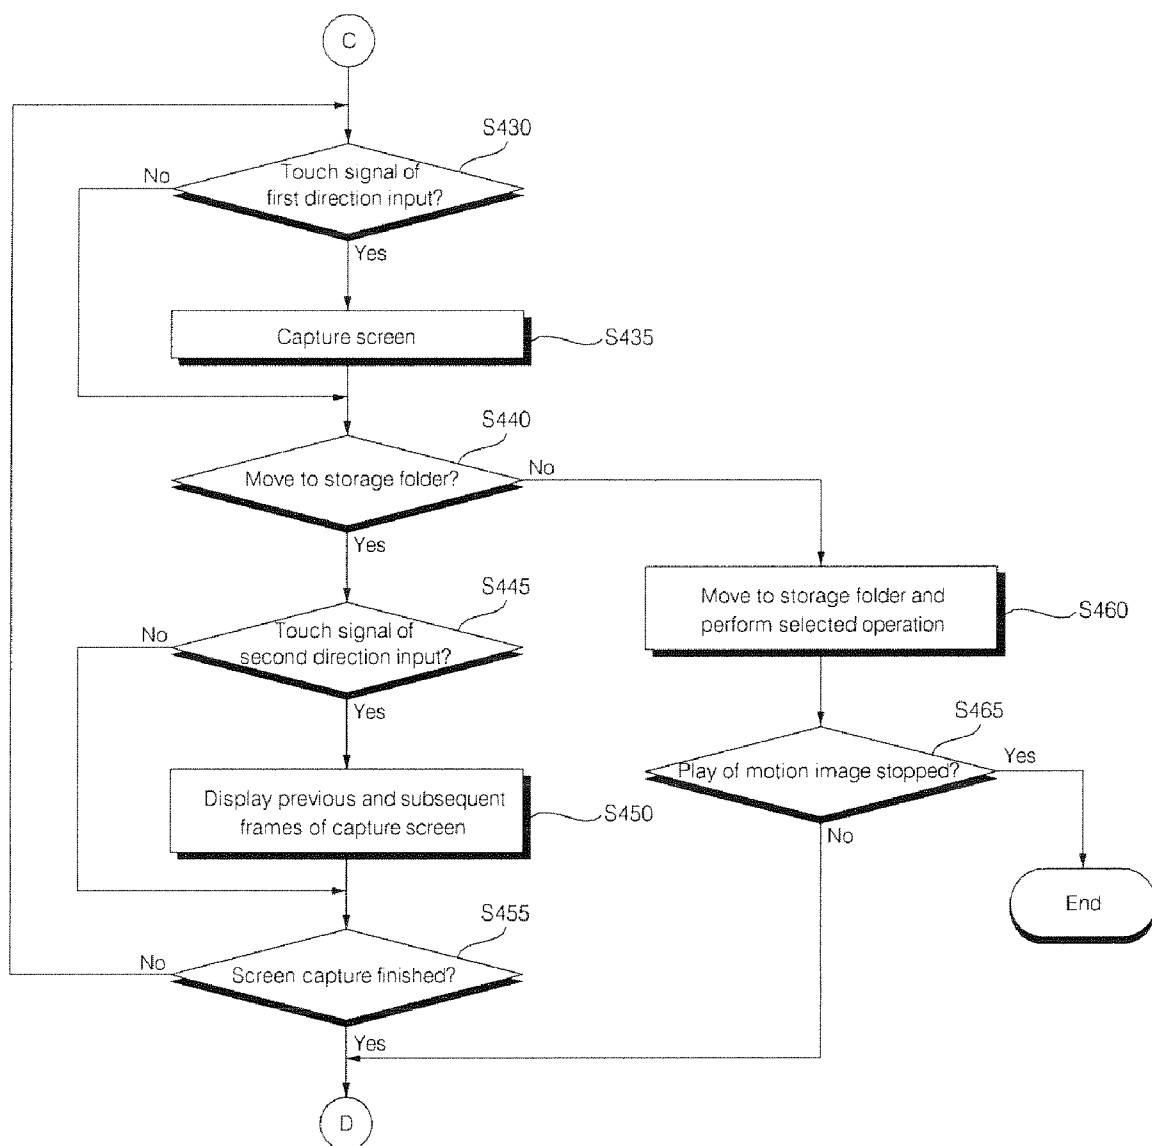 C
S430
No
Touch signal of
first direction input?
Yes
Capture screen
S435
S440
Move to storage folder?
No
Yes
S445
No
Touch signal of
second direction input?
Yes
Move to storage folder and
perform selected operation
S460
S465
Play of motion image stopped?
Yes
No
Display previous and subsequent
frames of capture screen
S450
End
S455
No
Screen capture finished?
Yes
D